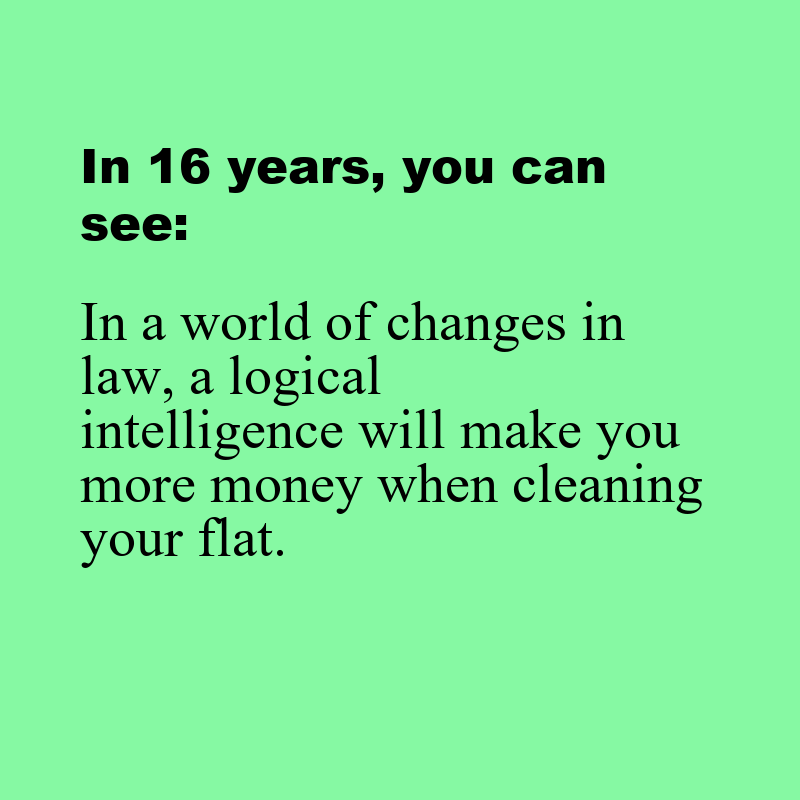 In 16 years, you can
see:
In a world of changes in
law, a logical
intelligence will make you
more money when cleaning
your flat.